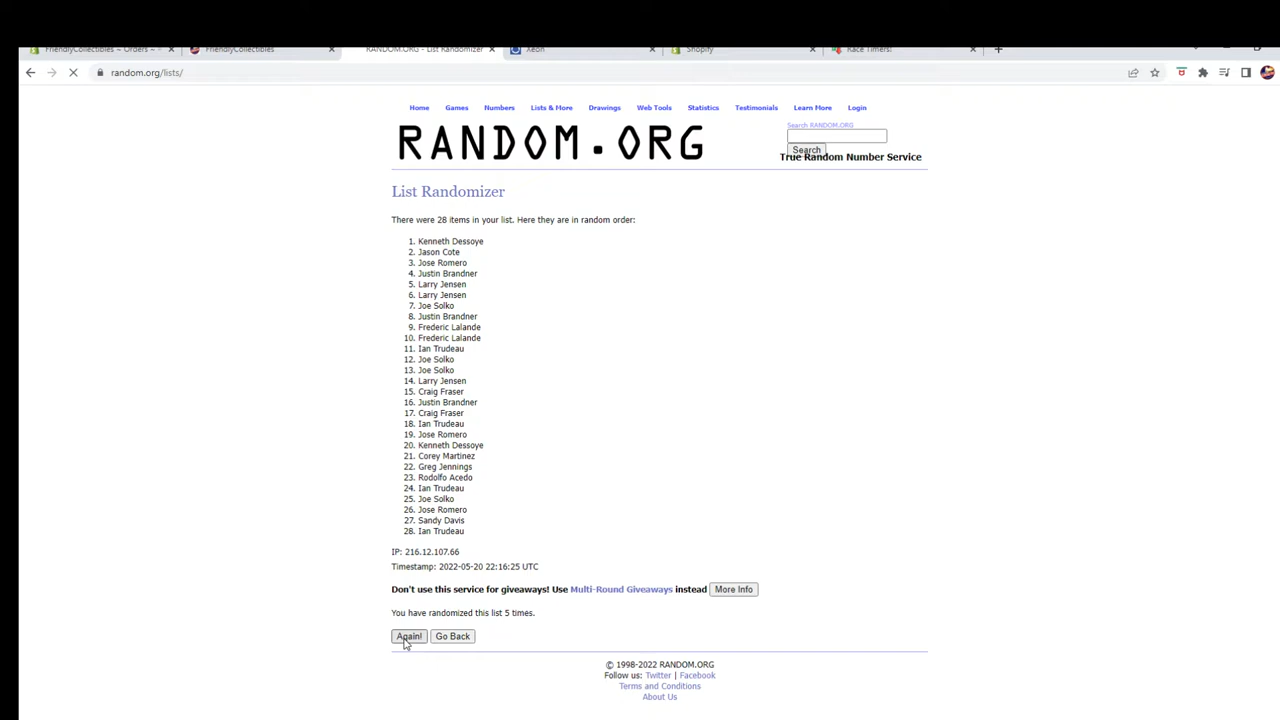 FriendlyCollectibles ~ Orders ~
FriendlyCollectibles
RANDOM.ORG - List Randomizer
Xeon
Shopify
Race Timers!
random.org/lists/
Home Games Numbers Lists & More Drawings Web Tools Statistics Testimonials Learn More Login
Search RANDOM.ORG
RANDOM.ORG
Search
True Random Number Service
List Randomizer
There were 28 items in your list. Here they are in random order:
1. Kenneth Dessoye
2. Jason Cote
3. Jose Romero
4. Justin Brandner
5. Larry Jensen
6. Larry Jensen
7. Joe Solko
8. Justin Brandner
9. Frederic Lalande
10. Frederic Lalande
11. Ian Trudeau
12. Joe Solko
13. Joe Solko
14. Larry Jensen
15. Craig Fraser
16. Justin Brandner
17. Craig Fraser
18. Ian Trudeau
19. Jose Romero
20. Kenneth Dessoye
21. Corey Martinez
22. Greg Jennings
23. Rodolfo Acedo
24. Ian Trudeau
25. Joe Solko
26. Jose Romero
27. Sandy Davis
28. Ian Trudeau
IP: 216.12.107.66
Timestamp: 2022-05-20 22:16:25 UTC
Don't use this service for giveaways! Use Multi-Round Giveaways instead More Info
You have randomized this list 5 times.
Again! Go Back
© 1998-2022 RANDOM.ORG
Follow us: Twitter | Facebook
Terms and Conditions
About Us